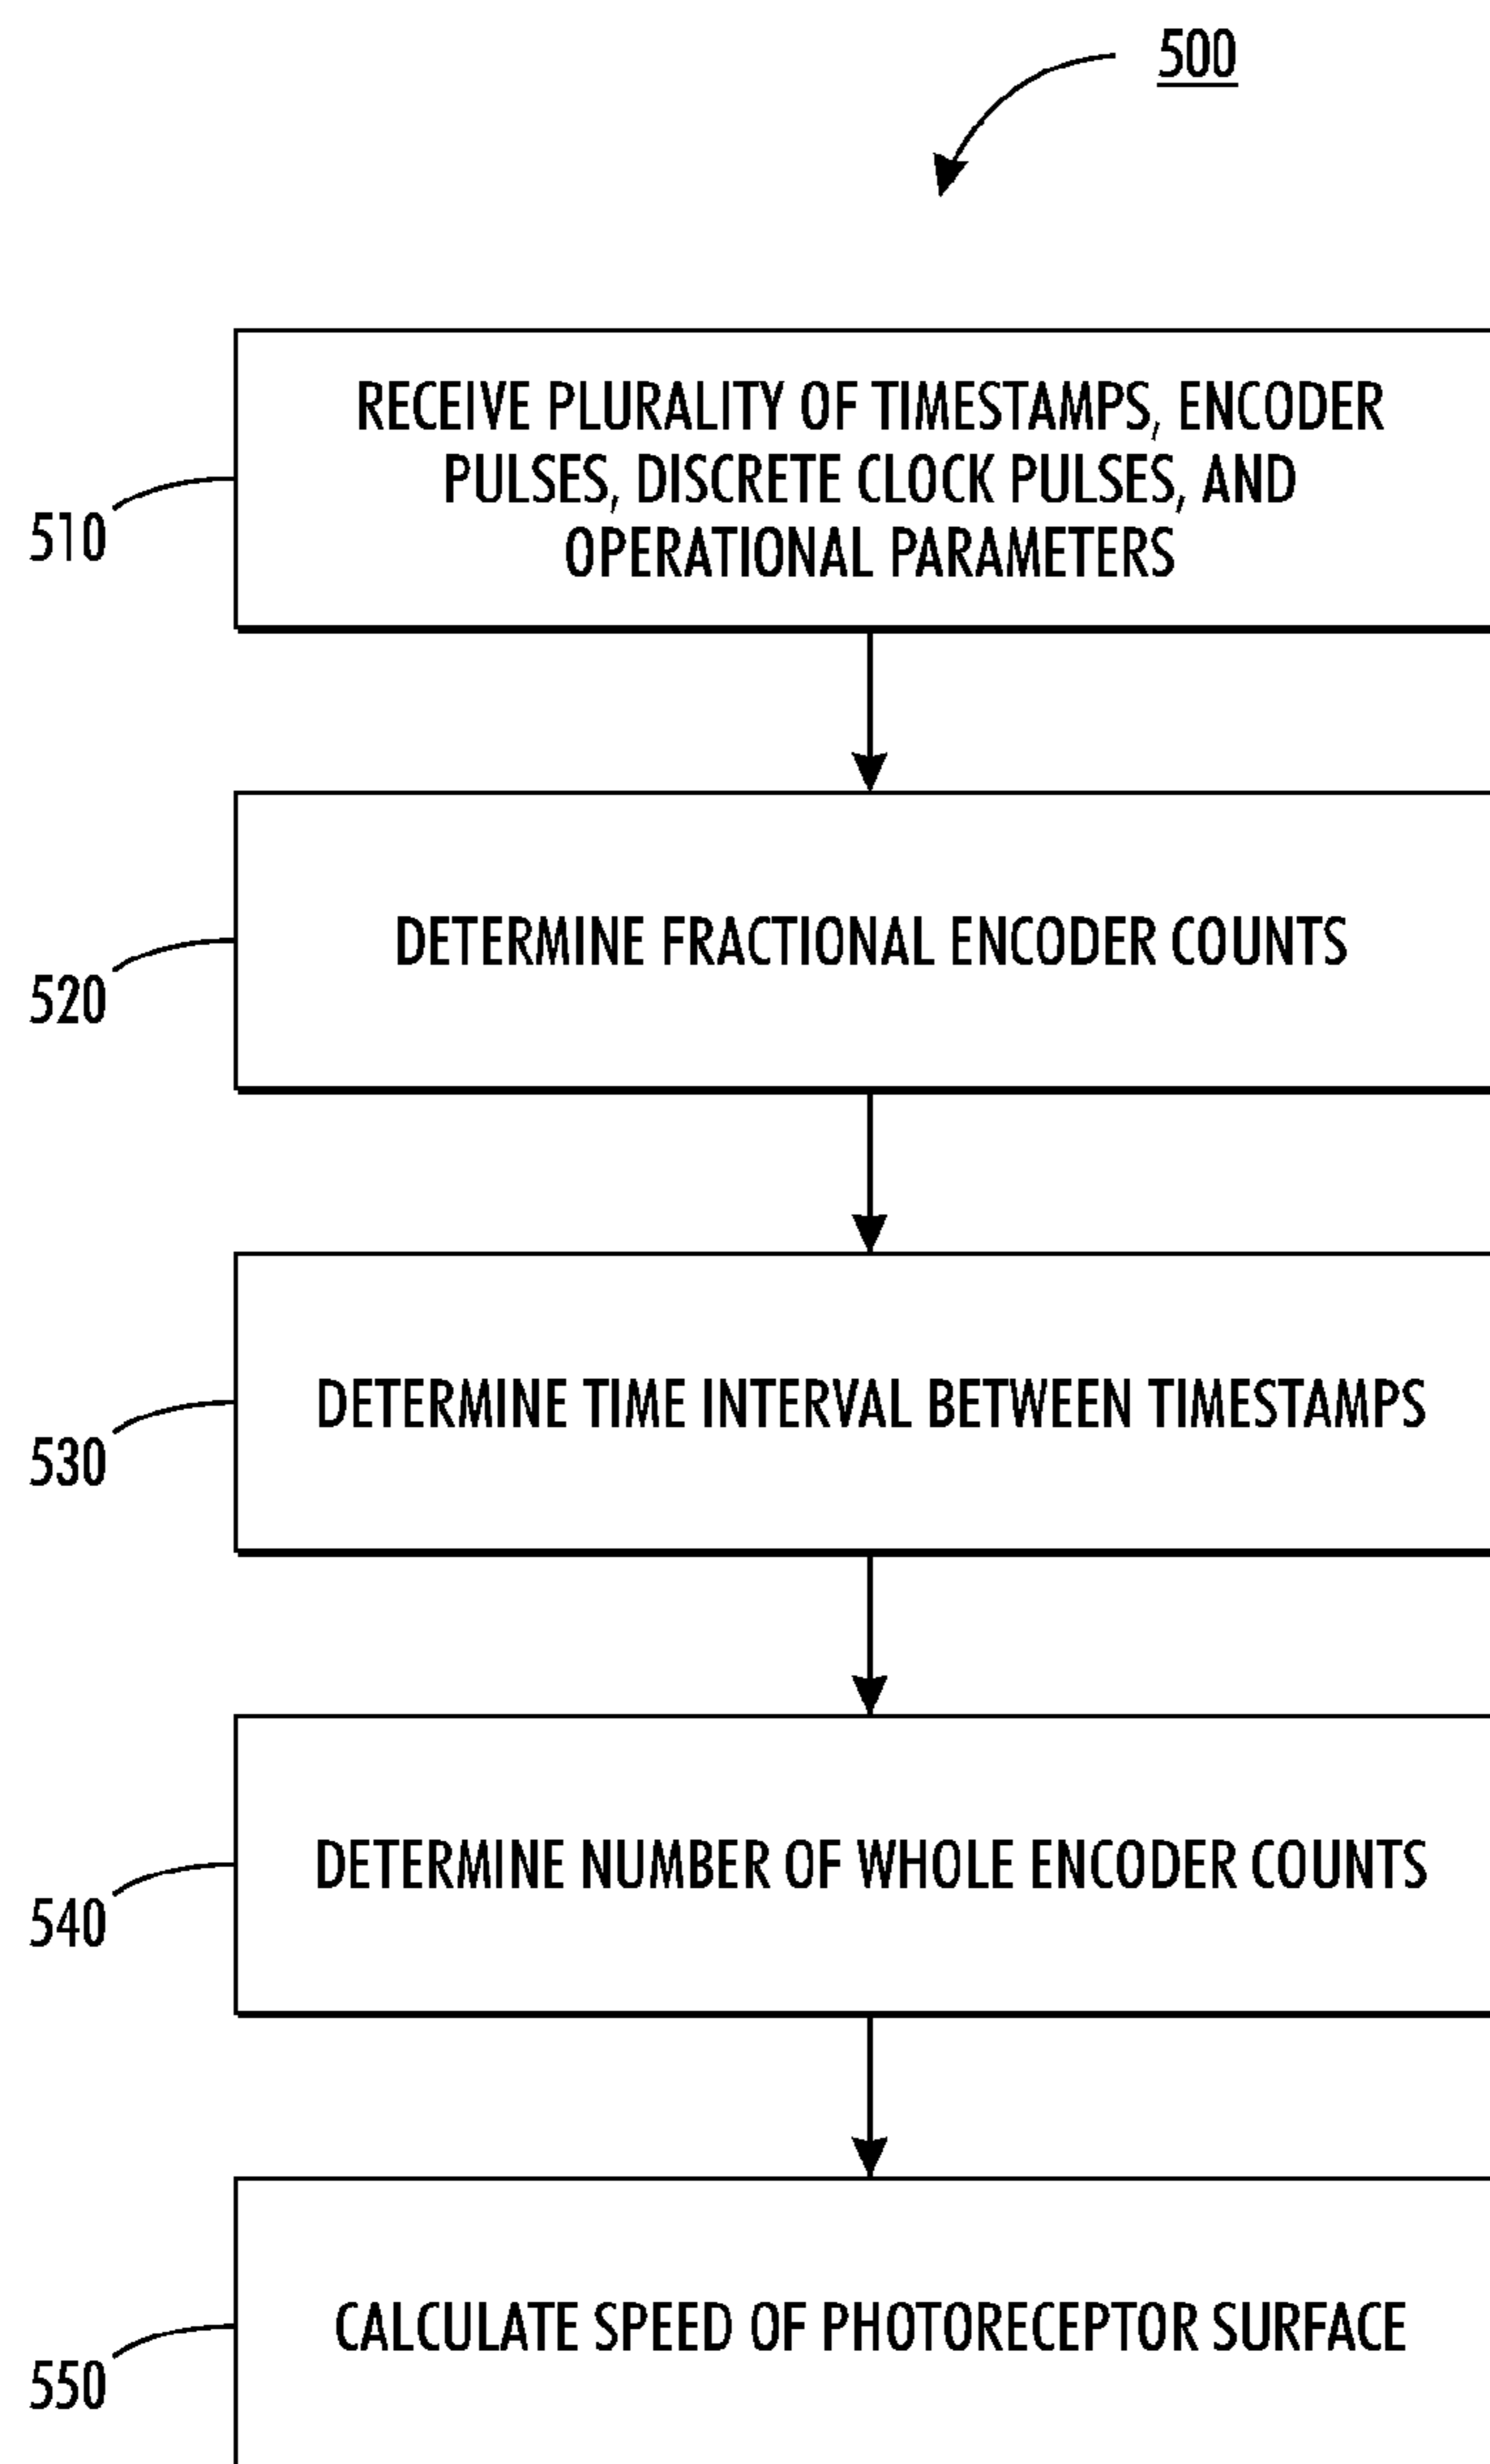 500
RECEIVE PLURALITY OF TIMESTAMPS, ENCODER
PULSES, DISCRETE CLOCK PULSES, AND
OPERATIONAL PARAMETERS
510
DETERMINE FRACTIONAL ENCODER COUNTS
520
DETERMINE TIME INTERVAL BETWEEN TIMESTAMPS
530
DETERMINE NUMBER OF WHOLE ENCODER COUNTS
540
CALCULATE SPEED OF PHOTORECEPTOR SURFACE
550